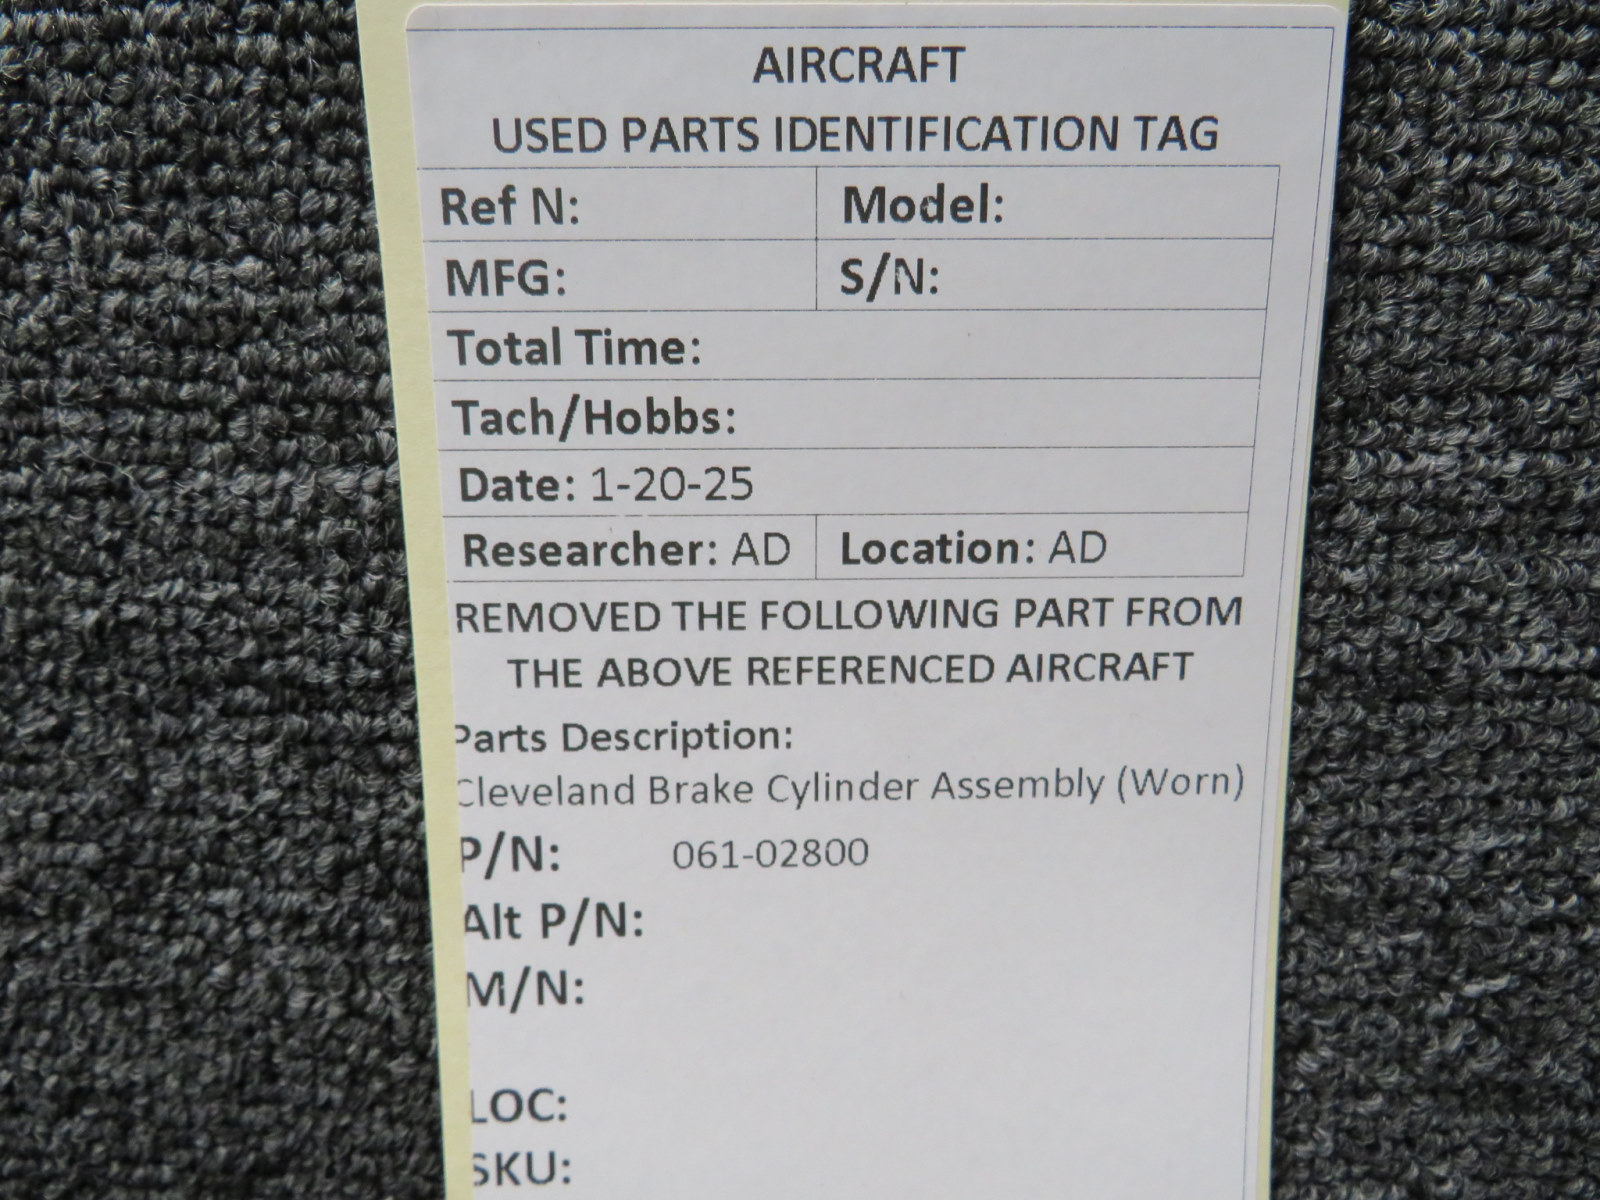 AIRCRAFT
USED PARTS IDENTIFICATION TAG
Ref N: Model:
MFG: S/N:
Total Time:
Tach/Hobbs:
Date: 1-20-25
Researcher: AD Location: AD
REMOVED THE FOLLOWING PART FROM
THE ABOVE REFERENCED AIRCRAFT
Parts Description:
Cleveland Brake Cylinder Assembly (Worn)
P/N: 061-02800
Alt P/N:
M/N:
LOC:
SKU: